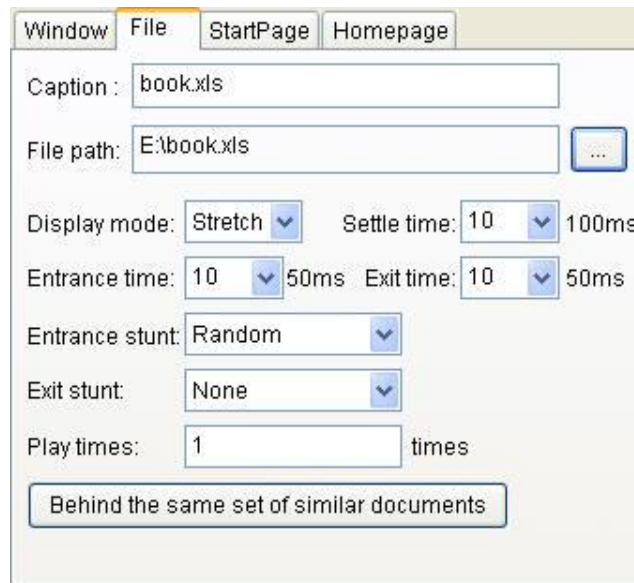 Window File StartPage Homepage
Caption : book.xls
File path: E:\book.xls ...
Display mode: Stretch Settle time: 10 100ms
Entrance time: 10 50ms Exit time: 10 50ms
Entrance stunt: Random
Exit stunt: None
Play times: 1 times
Behind the same set of similar documents